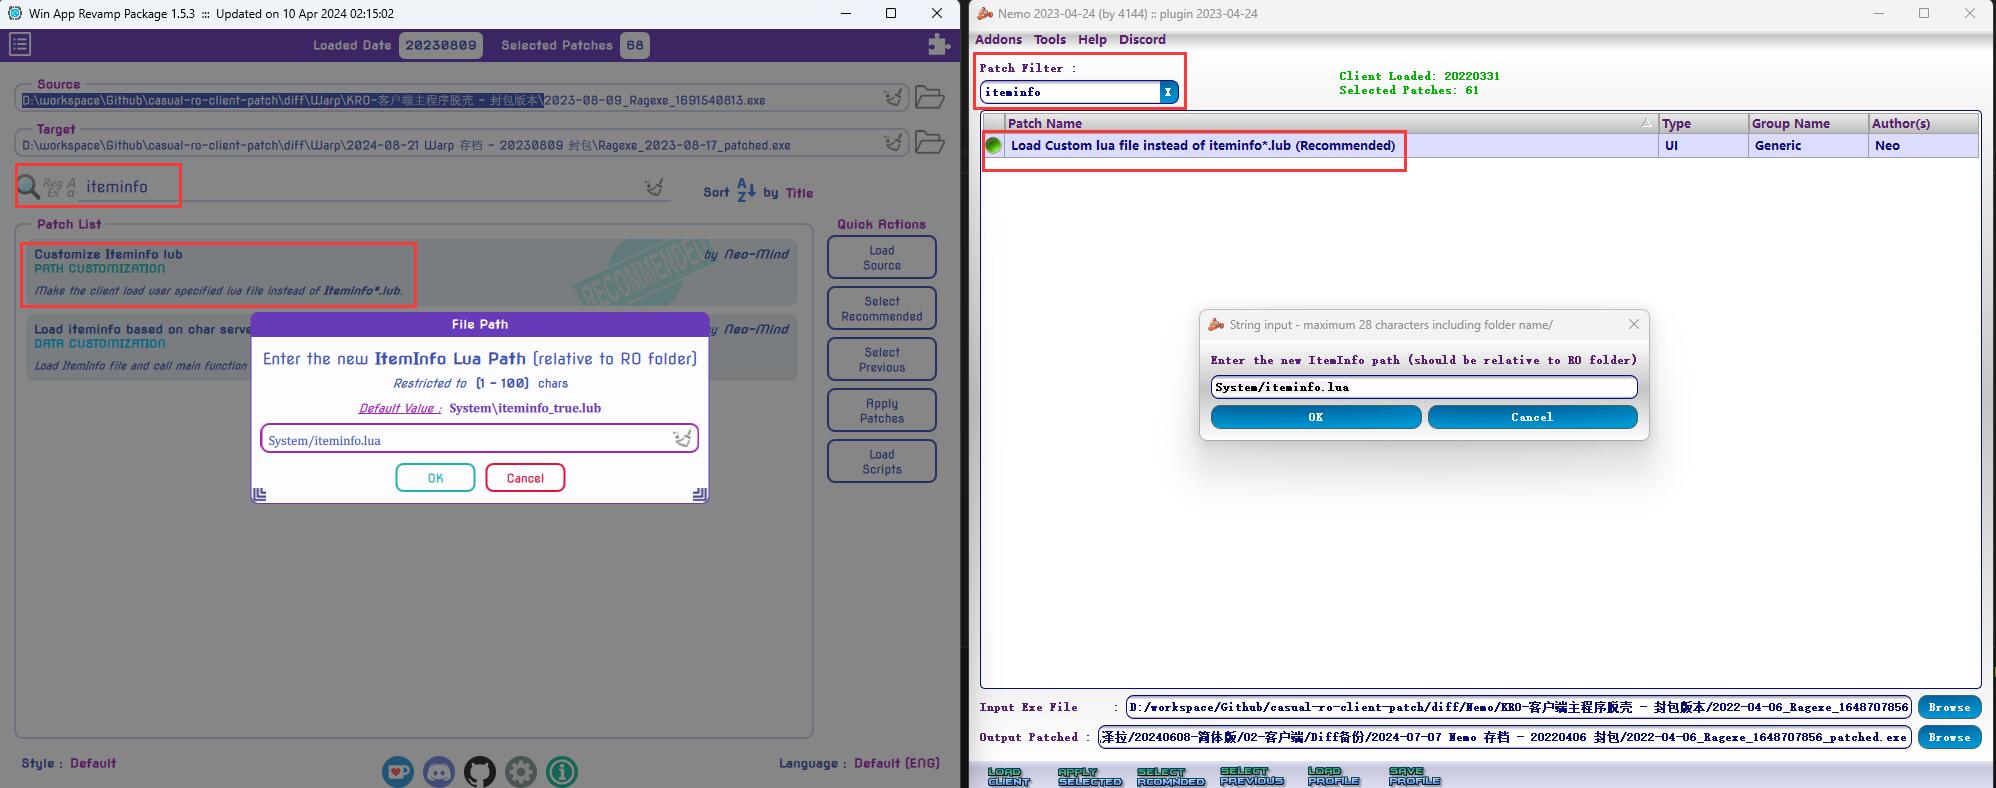 Win App Revamp Package 1.5.3 ::: Updated on 10 Apr 2024 02:15:02
Loaded Date 20230809 Selected Patches 68
Source
D:\workspace\Github\casual-ro-client-patch\diff\Warp\KRO-客户端主程序脱壳 - 封包版本\2023-08-09_Ragexe_1691540813.exe
Target
D:\workspace\Github\casual-ro-client-patch\diff\Warp\2024-08-21 Warp 存档 - 20230809 封包\Ragexe_2023-08-17_patched.exe
Reg Ex A a iteminfo
Sort A Z by Title
Patch List
Customize Iteminfo lub
by Neo-Mind
PATH CUSTOMIZATION
RECOMMENDED
Make the client load user specified lua file instead of Iteminfo*.lub.
Load iteminfo based on char serve
by Neo-Mind
DATA CUSTOMIZATION
Load ItemInfo file and call main function
File Path
Enter the new ItemInfo Lua Path (relative to RO folder)
Restricted to (1 - 100) chars
Default Value : System\iteminfo_true.lub
System/iteminfo.lua
OK Cancel
Quick Actions
Load
Source
Select
Recommended
Select
Previous
Apply
Patches
Load
Scripts
Style : Default
Language : Default (ENG)
Nemo 2023-04-24 (by 4144) :: plugin 2023-04-24
Addons Tools Help Discord
Patch Filter :
iteminfo X
Client Loaded: 20220331
Selected Patches: 61
Patch Name Type Group Name Author(s)
Load Custom lua file instead of iteminfo*.lub (Recommended) UI Generic Neo
String input - maximum 28 characters including folder name/
Enter the new ItemInfo path (should be relative to RO folder)
System/iteminfo.lua
OK Cancel
Input Exe File : D:/workspace/Github/casual-ro-client-patch/diff/Nemo/KRO-客户端主程序脱壳 - 封包版本/2022-04-06_Ragexe_1648707856 Browse
Output Patched : 泽拉/20240608-简体版/02-客户端/Diff备份/2024-07-07 Nemo 存档 - 20220406 封包/2022-04-06_Ragexe_1648707856_patched.exe Browse
LOAD CLIENT APPLY SELECTED SELECT RCOMNDED SELECT PREVIOUS LOAD PROFILE SAVE PROFILE